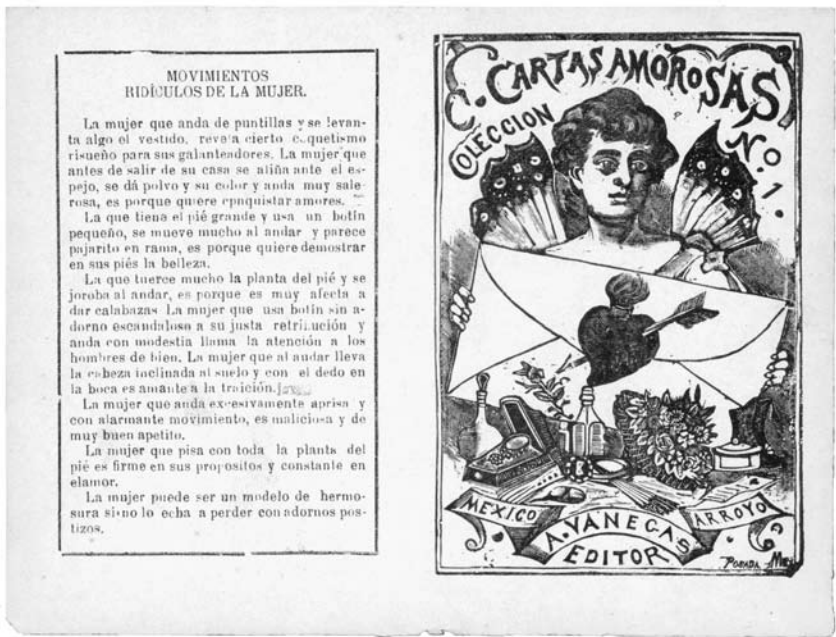 MOVIMIENTOS
RIDÍCULOS DE LA MUJER.
La mujer que anda de puntillas y se levan-
ta algo el vestido, revela cierto coquetismo
risueño para sus galanteadores. La mujer que
antes de salir de su casa se aliña ante el es-
pejo, se dá polvo y su color y anda muy sale-
rosa, es porque quiere conquistar amores.
La que tiene el pié grande y usa un botín
pequeño, se mueve mucho al andar y parece
pajarito en rama, es porque quiere demostrar
en sus piés la belleza.
La que tuerce mucho la planta del pié y se
joroba al andar, es porque es muy afecta a
dar calabazas La mujer que usa botín sin a-
dorno escandaloso a su justa retribución y
anda con modestia llama la atención a los
hombres de bien. La mujer que al andar lleva
la cabeza inclinada al suelo y con el dedo en
la boca es amante a la traición.
La mujer que anda excesivamente aprisa y
con alarmante movimiento, es maliciosa y de
muy buen apetito.
La mujer que pisa con toda la planta del
pié es firme en sus propositos y constante en
elamor.
La mujer puede ser un modelo de hermo-
sura si no lo echa a perder con adornos pos-
tizos.
CARTAS AMOROSAS
COLECCION No. 1.
MEXICO
A. VANEGAS
ARROYO
EDITOR
POSADA